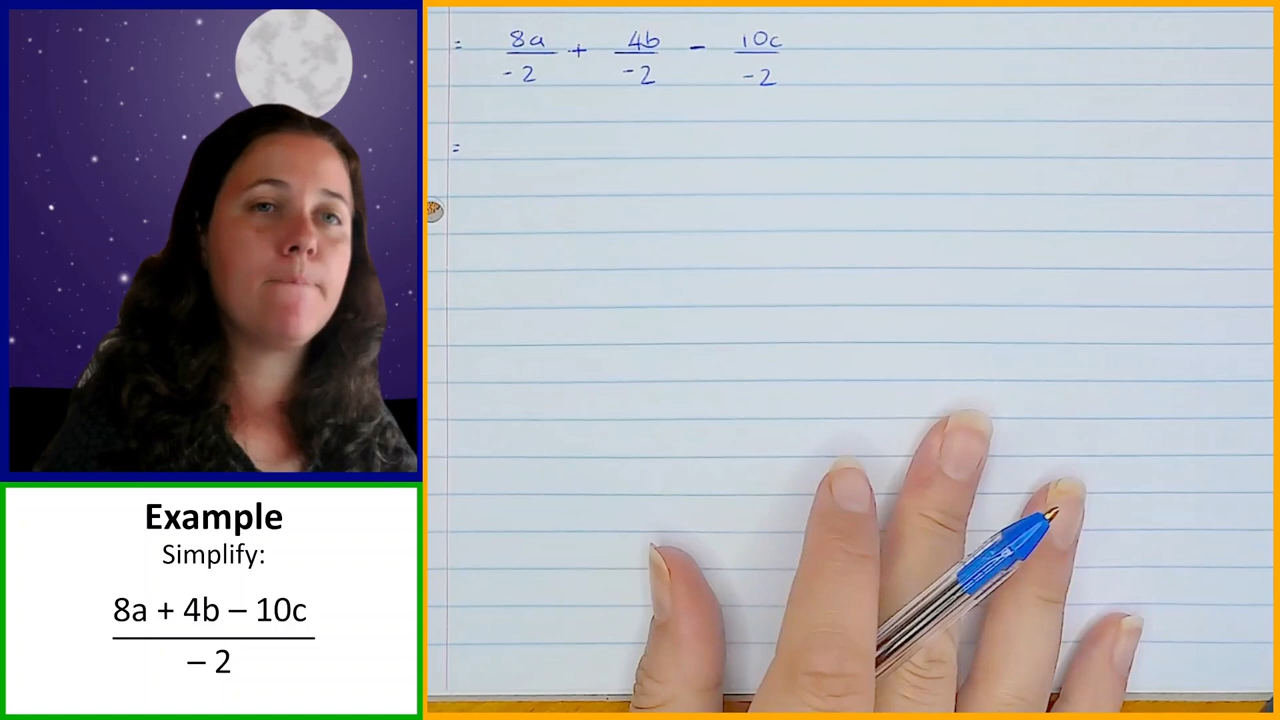 = 8a + 4b - 10c
-2 -2 -2
=
Example
Simplify:
8a + 4b – 10c
– 2